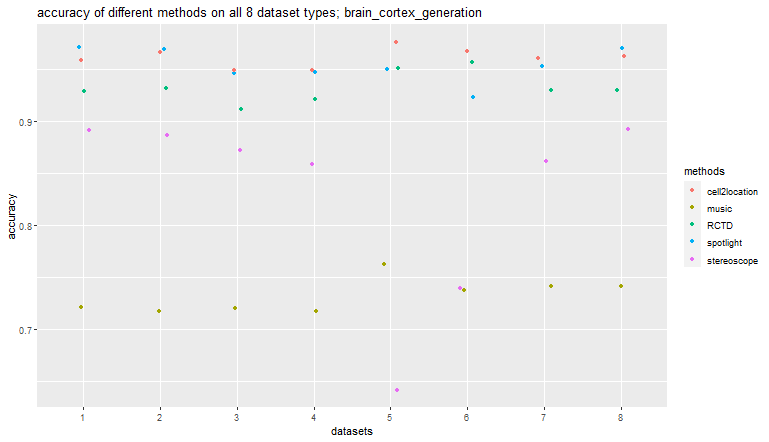 accuracy of different methods on all 8 dataset types; brain_cortex_generation
accuracy
0.9
0.8
0.7
1 2 3 4 5 6 7 8
datasets
methods
cell2location
music
RCTD
spotlight
stereoscope